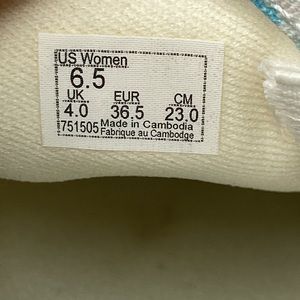 US Women
6.5
UK EUR CM
4.0 36.5 23.0
751505 Made in Cambodia
Fabrique au Cambodge